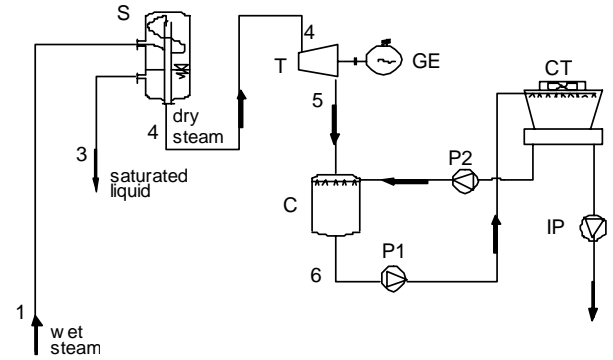 S
4
T
GE
CT
5
4
dry
steam
3
saturated
liquid
P2
C
P1
IP
6
1
wet
steam